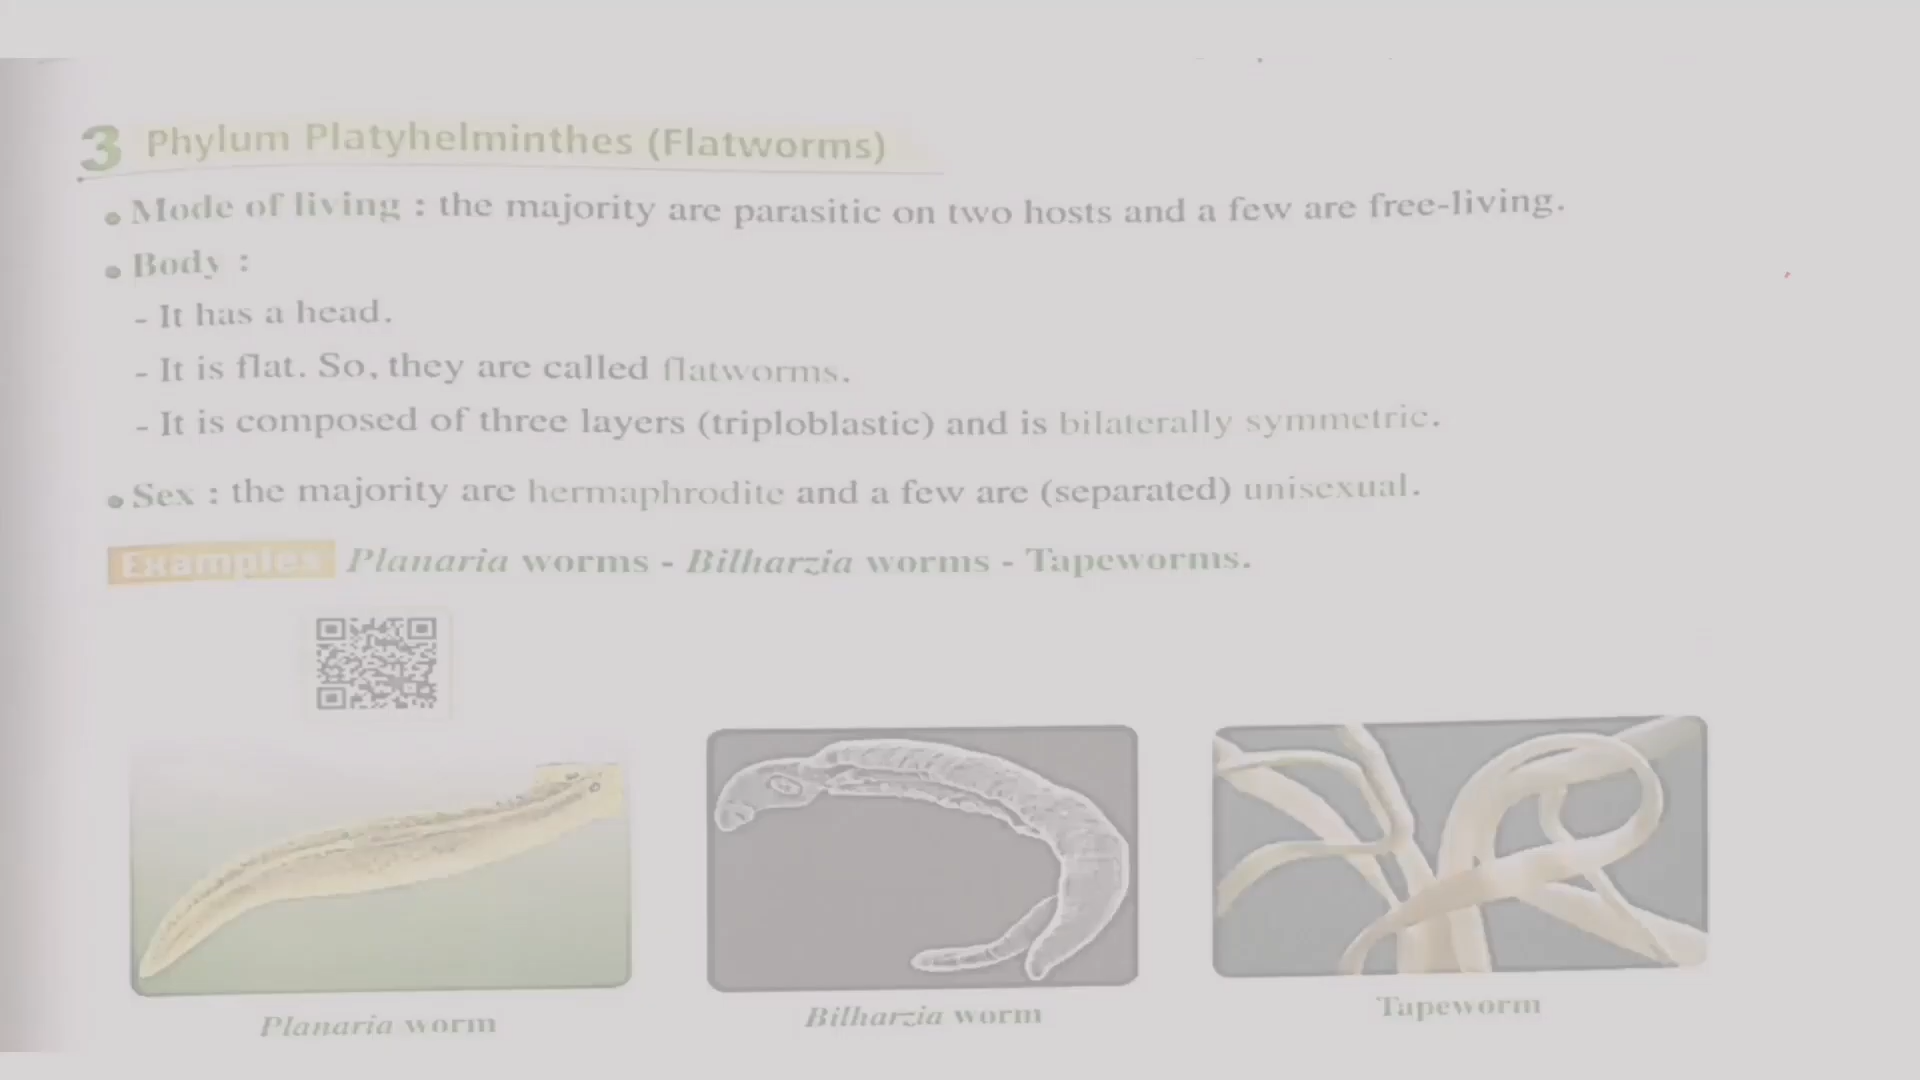 3 Phylum Platyhelminthes (Flatworms)
• Mode of living : the majority are parasitic on two hosts and a few are free-living.
• Body :
- It has a head.
- It is flat. So, they are called flatworms.
- It is composed of three layers (triploblastic) and is bilaterally symmetric.
• Sex : the majority are hermaphrodite and a few are (separated) unisexual.
Examples Planaria worms - Bilharzia worms - Tapeworms.
Planaria worm
Bilharzia worm
Tapeworm